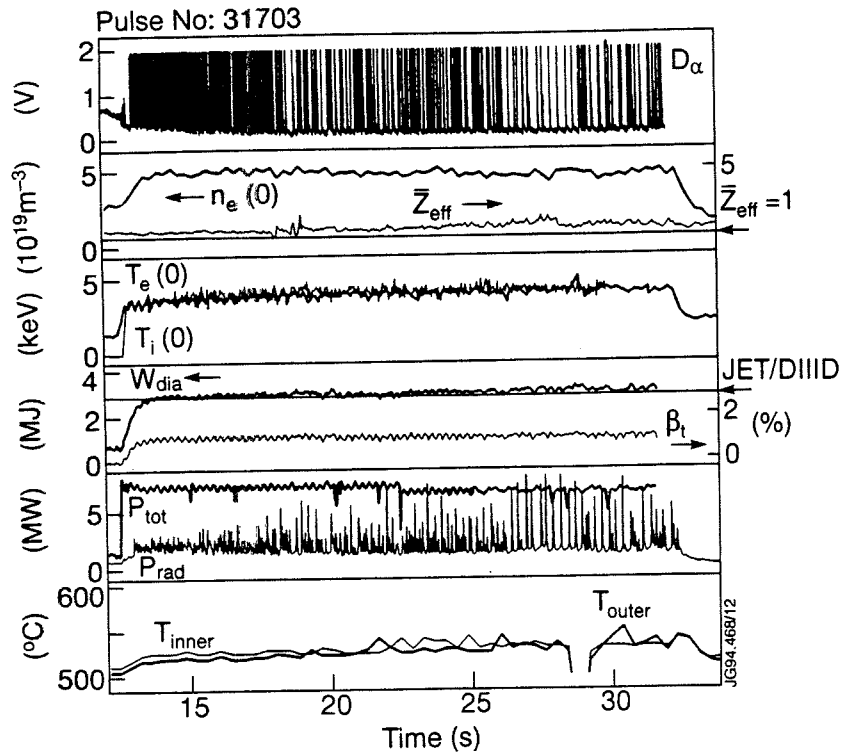 Pulse No: 31703
2
1
0
(V)
Dα
5
0
(10¹⁹m⁻³)
nₑ (0)
Z̅eff
5
Z̅eff =1
5
0
(keV)
Tₑ (0)
Tᵢ (0)
4
2
0
(MJ)
Wdia
JET/DIIID
βₜ
2
0
(%)
5
0
(MW)
Ptot
Prad
600
500
(ºC)
Tinner
Touter
15
20
25
30
Time (s)
JG94.468/12